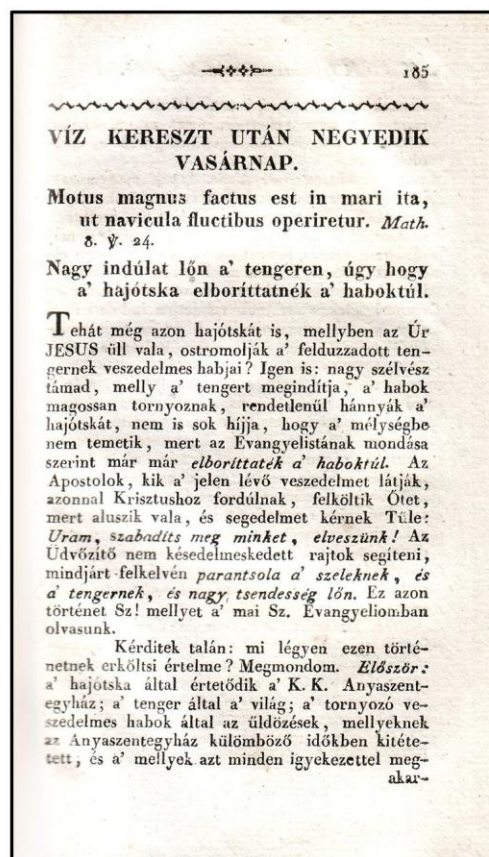 185
VÍZ KERESZT UTÁN NEGYEDIK
VASÁRNAP.
Motus magnus factus est in mari ita,
ut navicula fluctibus operiretur. Math.
8. ℣. 24.
Nagy indúlat lőn a' tengeren, úgy hogy
a' hajótska elboríttatnék a' haboktúl.
Tehát még azon hajótskát is, mellyben az Úr
JESUS üll vala, ostromolják a' felduzzadott ten-
gernek veszedelmes habjai? Igen is: nagy szélvész
támad, melly a' tengert megindítja, a' habok
magossan tornyoznak, rendetlenűl hánnyák a'
hajótskát, nem is sok híjja, hogy a' mélységbe
nem temetik, mert az Evangyelistának mondása
szerint már már elboríttaték a' haboktúl. Az
Apostolok, kik a' jelen lévő veszedelmet látják,
azonnal Krisztushoz fordúlnak, felköltik Őtet,
mert aluszik vala, és segedelmet kérnek Tűle:
Uram, szabadíts meg minket, elveszünk! Az
Üdvőzítő nem késedelmeskedett rajtok segíteni,
mindjárt felkelvén parantsola a' szeleknek, és
a' tengernek, és nagy tsendesség lőn. Ez azon
történet Sz! mellyet a' mai Sz. Evangyeliomban
olvasunk.
Kérditek talán: mi légyen ezen törté-
netnek erkőltsi értelme? Megmondom. Először:
a' hajótska által értetődik a' K. K. Anyaszent-
egyház; a' tenger által a' világ; a' tornyozó ve-
szedelmes habok által az űldözések, mellyeknek
az Anyaszentegyház külömböző időkben kitéte-
tett, és a' mellyek azt minden igyekezettel meg-
akar-